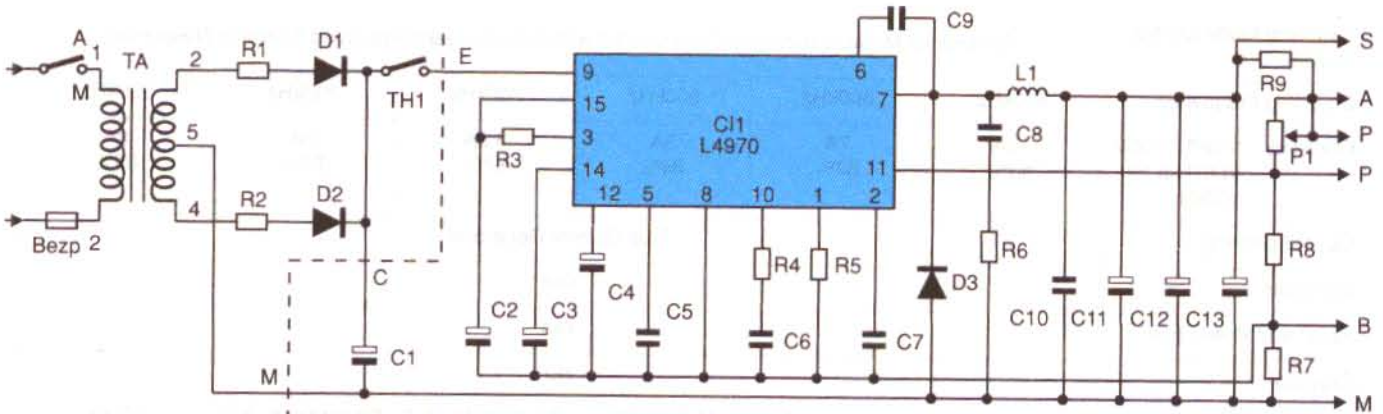 A
1
M
TA
2
5
4
Bezp
2
R1
D1
R2
D2
TH1
E
C
M
C1
9
15
3
14
12
5
8
10
1
2
6
7
11
CI1
L4970
R3
C2
C3
C4
C5
R4
C6
R5
C7
C9
D3
L1
C8
R6
C10
C11
C12
C13
R9
P1
R8
R7
S
A
P
P
B
M